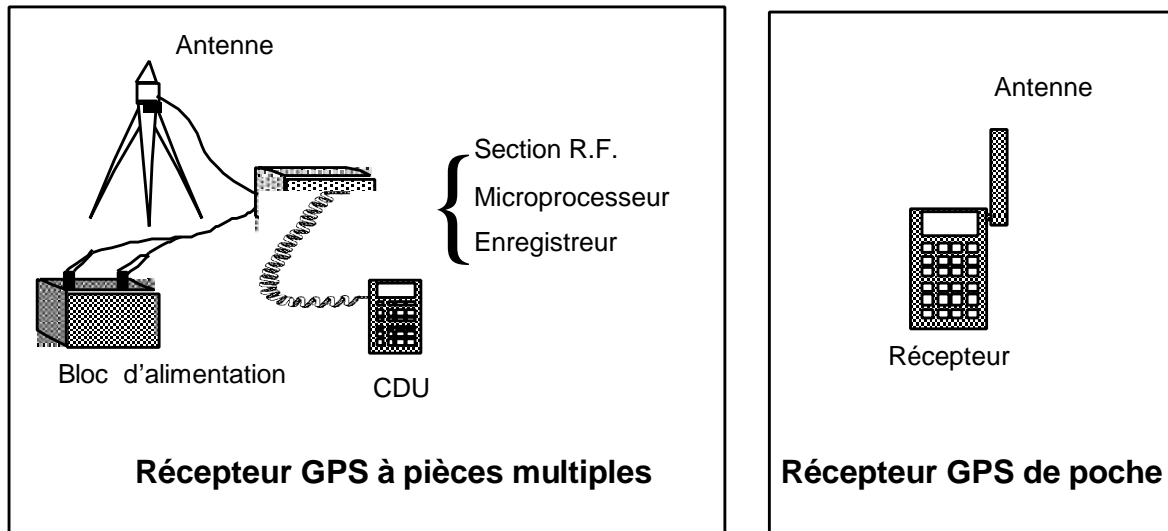 Antenne
Section R.F.
Microprocesseur
Enregistreur
Bloc d'alimentation
CDU
Récepteur GPS à pièces multiples
Antenne
Récepteur
Récepteur GPS de poche